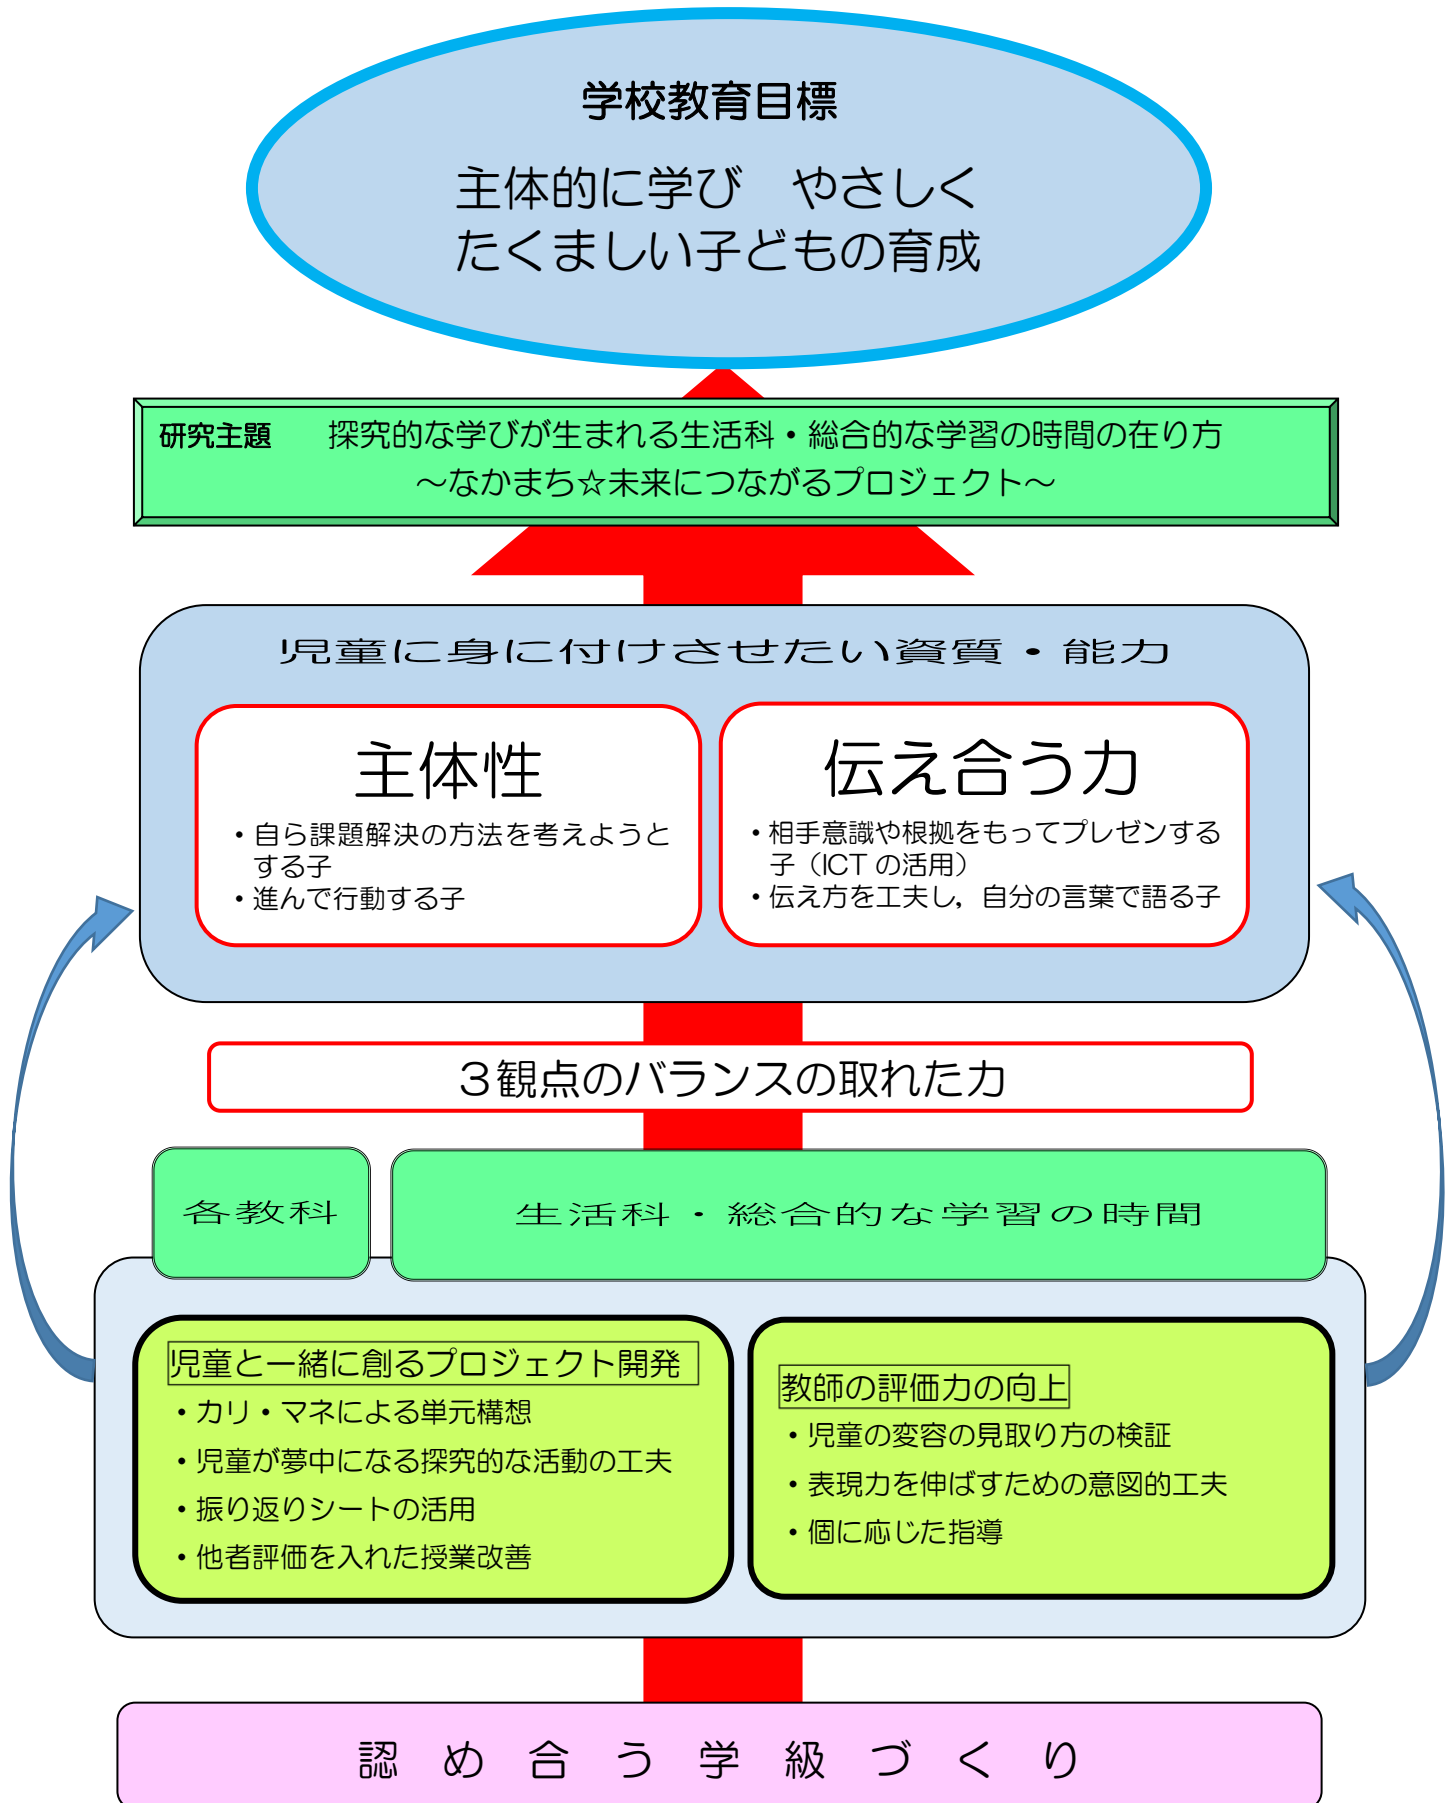 学校教育目標
主体的に学び　やさしく
たくましい子どもの育成
研究主題　　探究的な学びが生まれる生活科・総合的な学習の時間の在り方
～なかまち☆未来につながるプロジェクト～
児童に身に付けさせたい資質・能力
主体性
・自ら課題解決の方法を考えようと
する子
・進んで行動する子
伝え合う力
・相手意識や根拠をもってプレゼンする
子（ICT の活用）
・伝え方を工夫し，自分の言葉で語る子
３観点のバランスの取れた力
各教科
生活科・総合的な学習の時間
児童と一緒に創るプロジェクト開発
・カリ・マネによる単元構想
・児童が夢中になる探究的な活動の工夫
・振り返りシートの活用
・他者評価を入れた授業改善
教師の評価力の向上
・児童の変容の見取り方の検証
・表現力を伸ばすための意図的工夫
・個に応じた指導
認　め　合　う　学　級　づ　く　り